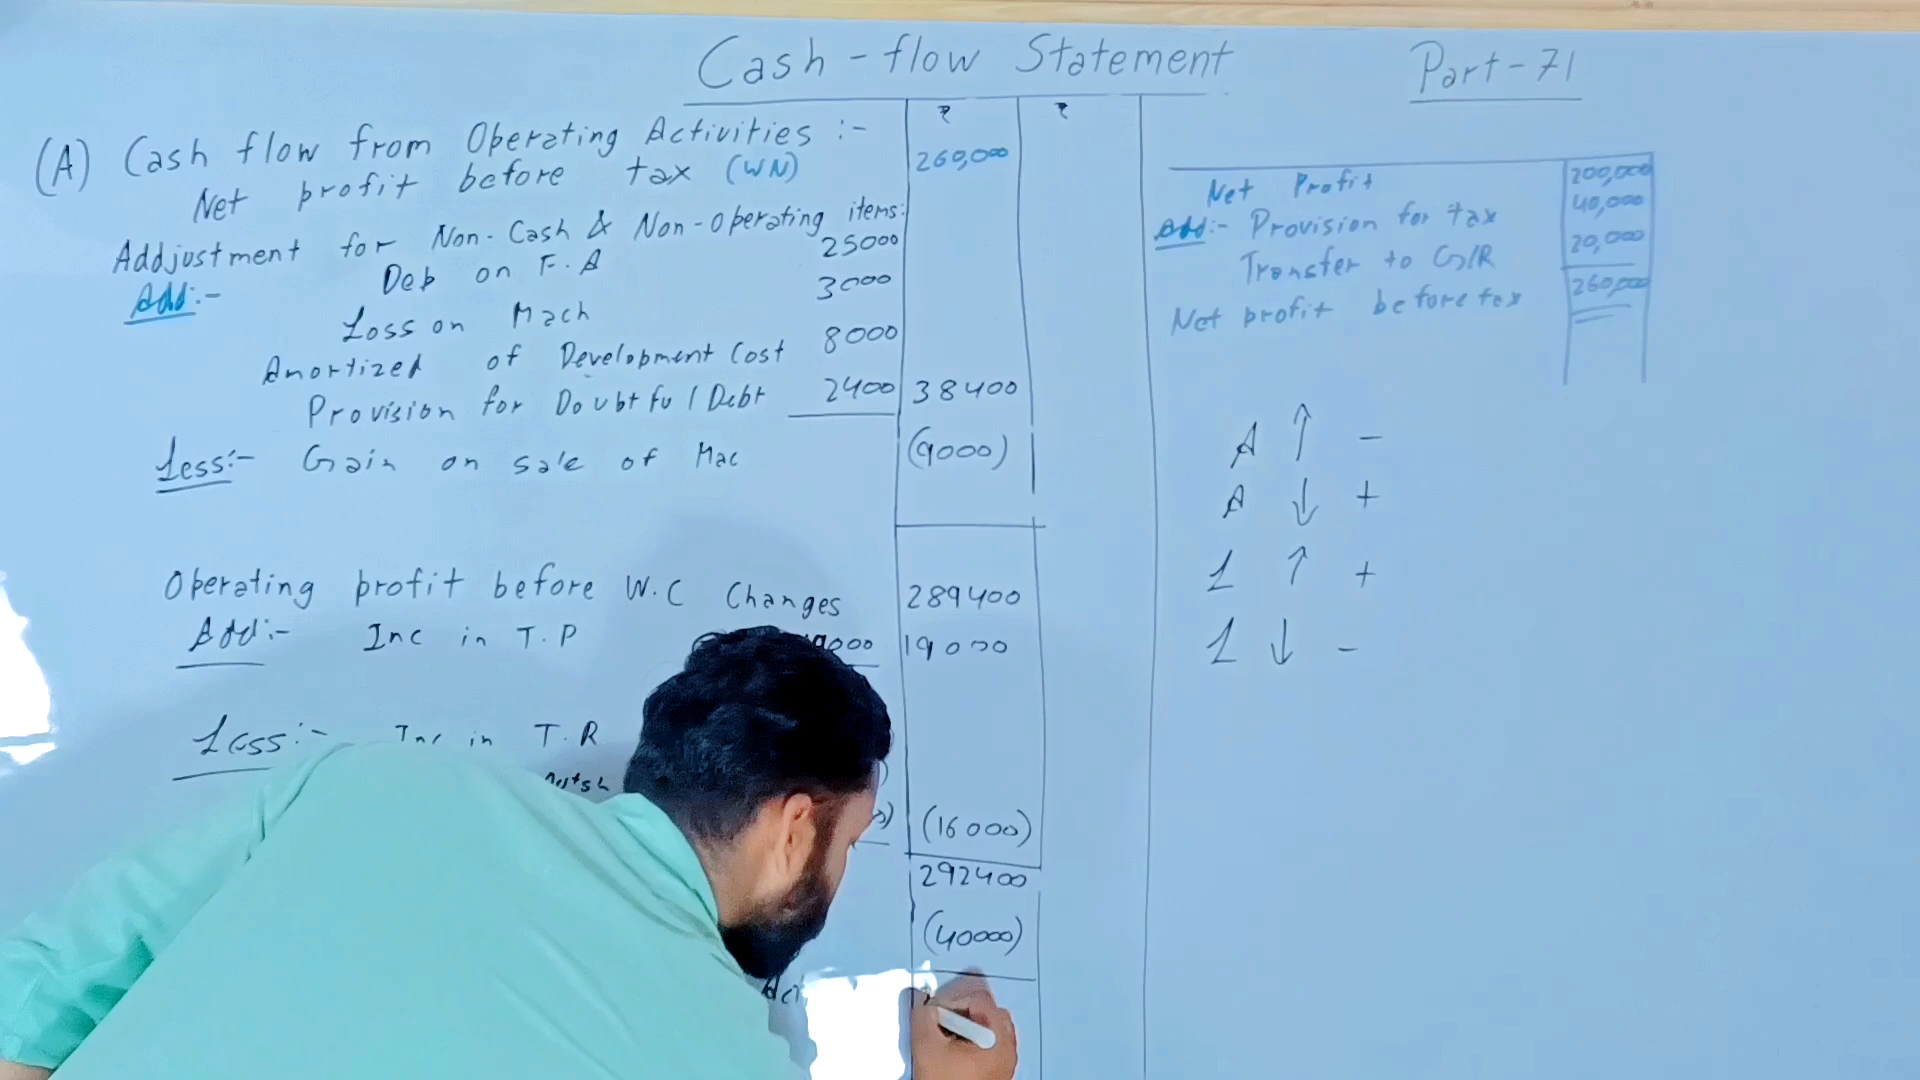 Cash-flow Statement
Part-71
₹ ₹
(A) Cash flow from Operating Activities :-
Net profit before tax (WN) 260,000
Addjustment for Non-Cash & Non-operating items:
Add:- Dep on F.A 25000
Loss on Mach 3000
Amortized of Development Cost 8000
Provision for Doubtful Debt 2400 38400
Less:- Gain on sale of Mac (9000)
Operating profit before W.C Changes 289400
Add:- Inc in T.P 19000 19000
Less:- Inc in T.R
(16000)
292400
(40000)
Net Profit 200,000
Add:- Provision for tax 40,000
Transfer to G/R 20,000
Net profit before tax 260,000
A ↑ -
A ↓ +
L ↑ +
L ↓ -